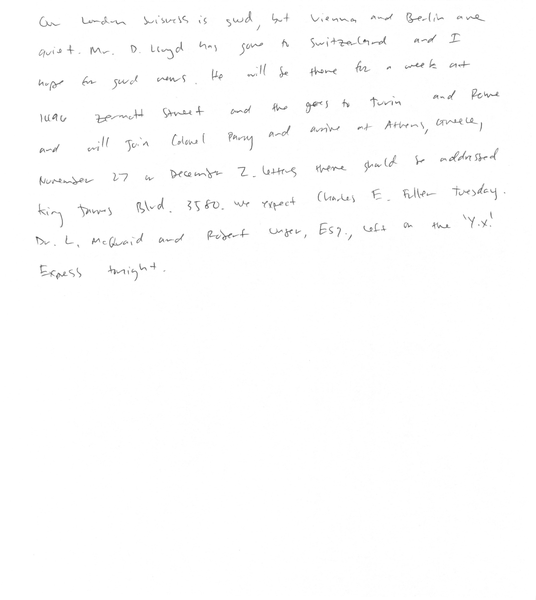 Our London business is good, but Vienna and Berlin are
quiet. Mr. D. Lloyd has gone to Switzerland and I
hope for good news. He will be there for a week at
1496 Zermatt Street and the goes to Turin and Rome
and will join Colonel Parry and arrive at Athens, Greece,
November 27 or December 2. Letters there should be addressed
King James Blvd. 3580. We expect Charles E. Fuller Tuesday.
Dr. L. McQuaid and Robert Unger, Esq., left on the 'Y.X.'
Express tonight.